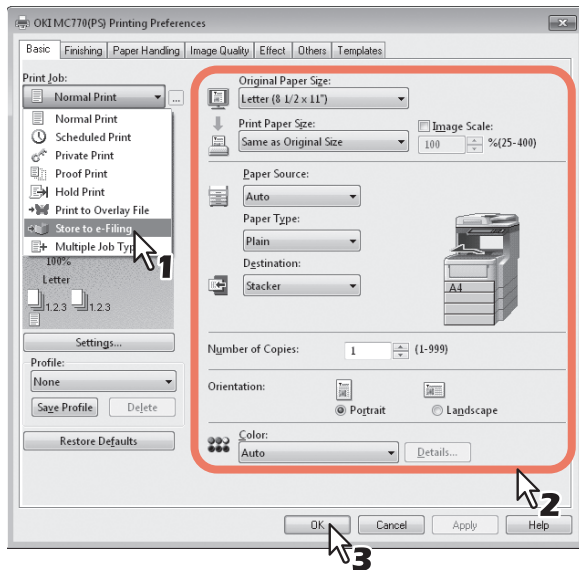 OKI MC770(PS) Printing Preferences
Basic Finishing Paper Handling Image Quality Effect Others Templates
Print Job:
Normal Print ...
Normal Print
Scheduled Print
Private Print
Proof Print
Hold Print
Print to Overlay File
Store to e-Filing
Multiple Job Typ
1
100%
Letter
1.2.3 1.2.3
Settings...
Profile:
None
Save Profile Delete
Restore Defaults
Original Paper Size:
Letter (8 1/2 x 11")
Print Paper Size:
Same as Original Size
Image Scale:
100 %(25-400)
Paper Source:
Auto
Paper Type:
Plain
Destination:
Stacker
A4
Number of Copies: 1 (1-999)
Orientation:
Portrait Landscape
Color:
Auto Details...
2
OK Cancel Apply Help
3